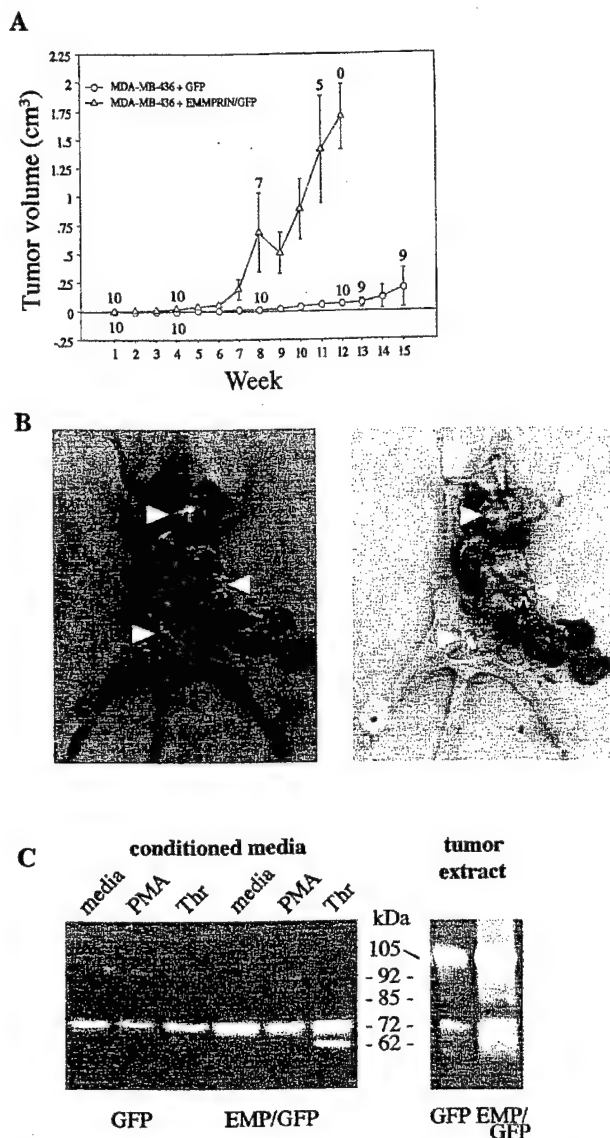 A
Tumor volume (cm³)
2.25
2
1.75
1.5
1.25
1
.75
.5
.25
0
-.25
MDA-MB-436 + GFP
MDA-MB-436 + EMMPRIN/GFP
5 0
7
10 10 10 10 9 9
10 10
1 2 3 4 5 6 7 8 9 10 11 12 13 14 15
Week
B
C
conditioned media
tumor
extract
media PMA Thr media PMA Thr
kDa
105
- 92 -
- 85 -
- 72 -
- 62 -
GFP EMP/GFP
GFP EMP/
GFP